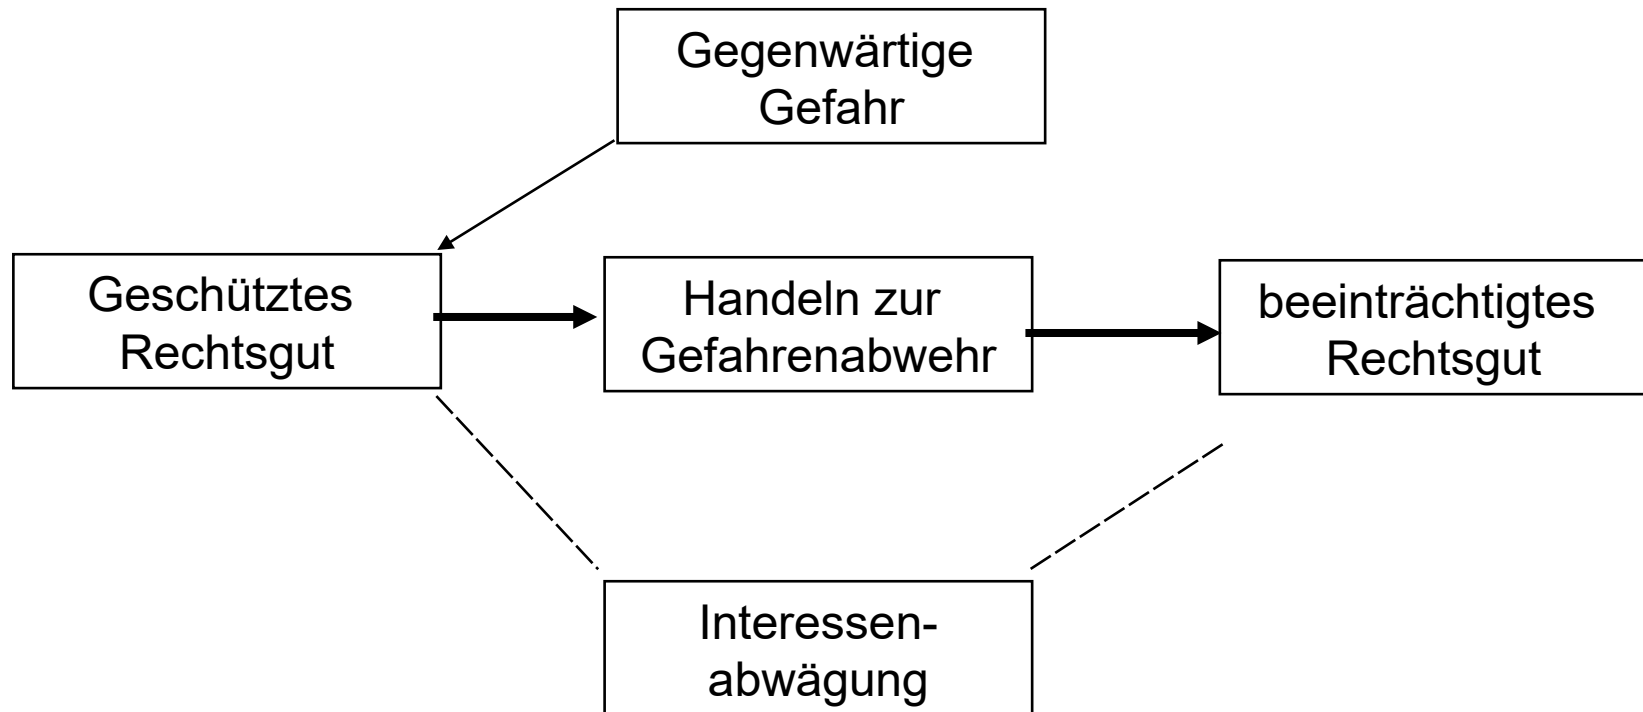 Gegenwärtige
Gefahr
Geschütztes
Rechtsgut
Handeln zur
Gefahrenabwehr
beeinträchtigtes
Rechtsgut
Interessen-
abwägung